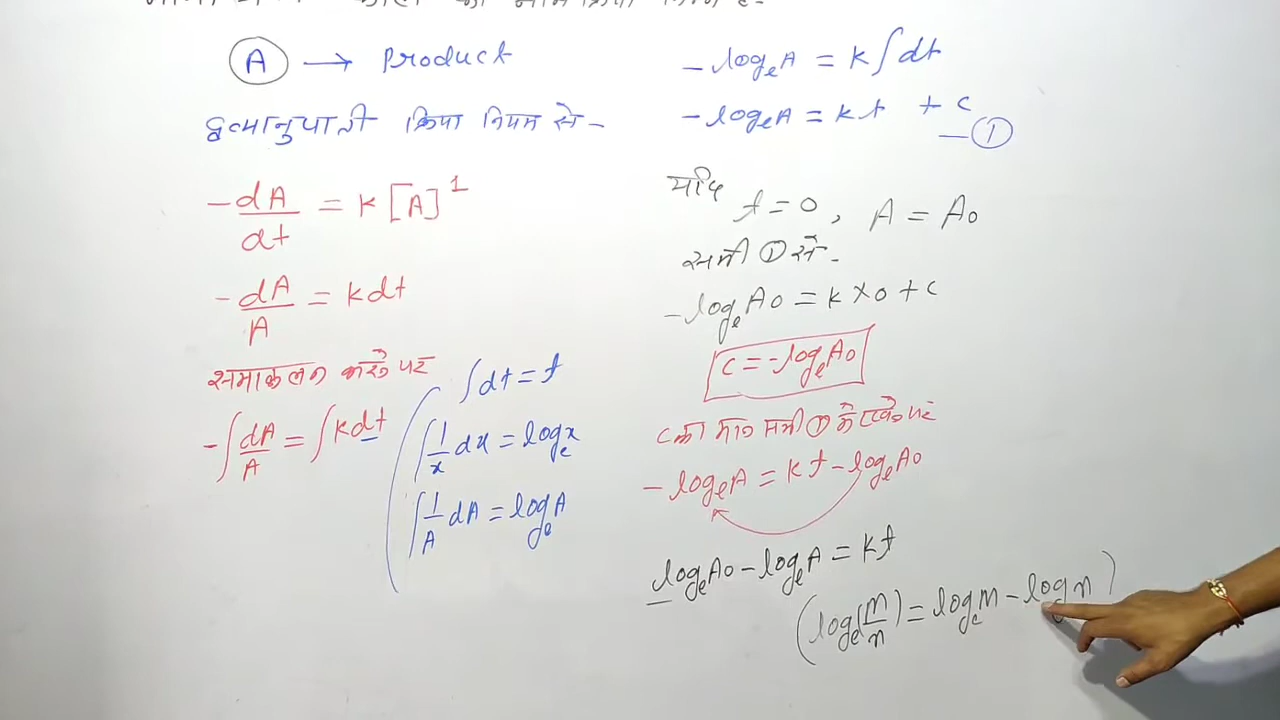 A → Product
द्रव्यानुपाती क्रिया नियम से -
-dA/dt = K[A]¹
-dA/A = Kdt
समाकलन करने पर
-∫dA/A = ∫Kdt
∫dt = t
∫1/x dx = logₑx
∫1/A dA = logₑA
-logₑA = K∫dt
-logₑA = Kt + C —①
यदि t = 0, A = A₀
समी ① से -
-logₑA₀ = K×0 + C
C = -logₑA₀
C का मान समी ① में रखने पर
-logₑA = Kt - logₑA₀
logₑA₀ - logₑA = Kt
(logₑ(m/n) = logₑm - logₑn)